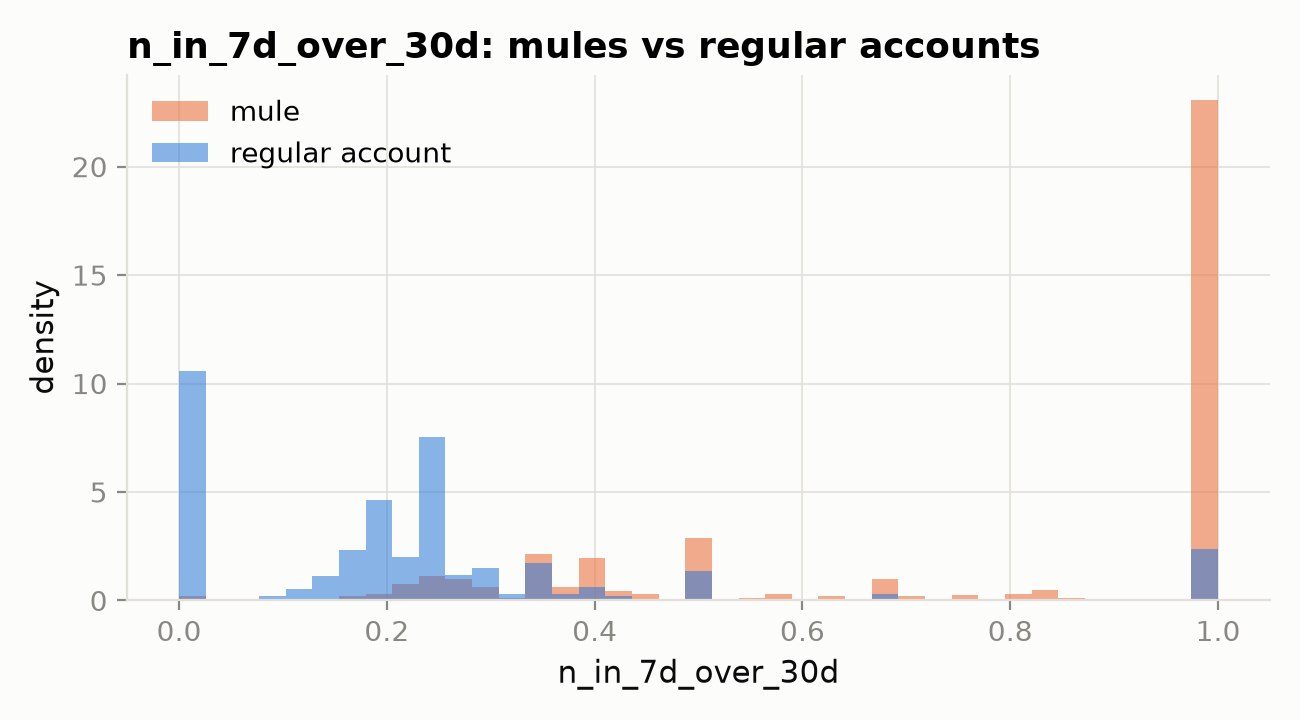 n_in_7d_over_30d: mules vs regular accounts
mule
regular account
density
20
15
10
5
0
0.0 0.2 0.4 0.6 0.8 1.0
n_in_7d_over_30d